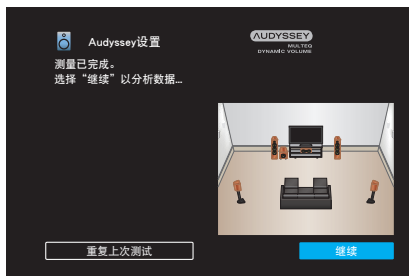 Audyssey设置
AUDYSSEY
MULTEQ
DYNAMIC VOLUME
测量已完成。
选择“继续”以分析数据...
重复上次测试
继续